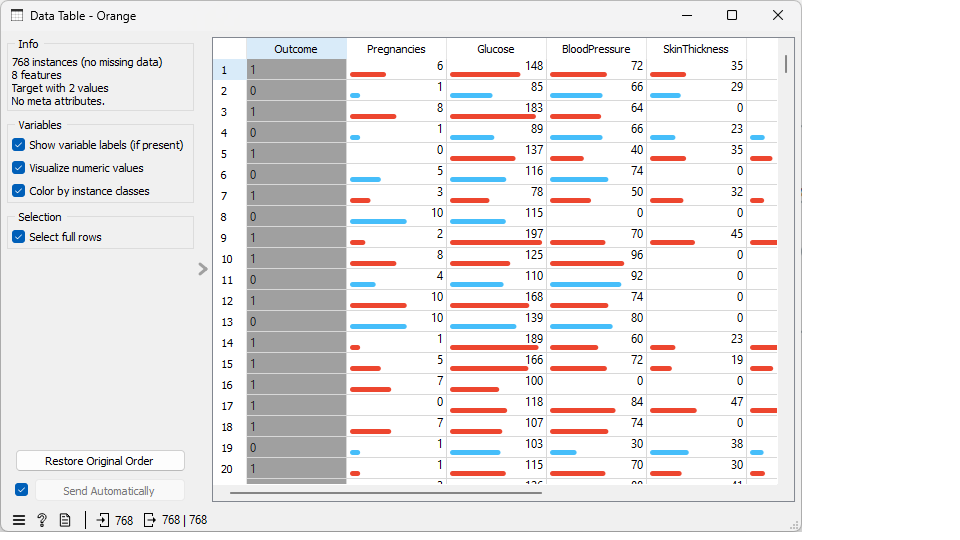 Data Table - Orange
Info
768 instances (no missing data)
8 features
Target with 2 values
No meta attributes.
Variables
Show variable labels (if present)
Visualize numeric values
Color by instance classes
Selection
Select full rows
Restore Original Order
Send Automatically
768
768 | 768
Outcome Pregnancies Glucose BloodPressure SkinThickness
1 1 6 148 72 35
2 0 1 85 66 29
3 1 8 183 64 0
4 0 1 89 66 23
5 1 0 137 40 35
6 0 5 116 74 0
7 1 3 78 50 32
8 0 10 115 0 0
9 1 2 197 70 45
10 1 8 125 96 0
11 0 4 110 92 0
12 1 10 168 74 0
13 0 10 139 80 0
14 1 1 189 60 23
15 1 5 166 72 19
16 1 7 100 0 0
17 1 0 118 84 47
18 1 7 107 74 0
19 0 1 103 30 38
20 1 1 115 70 30